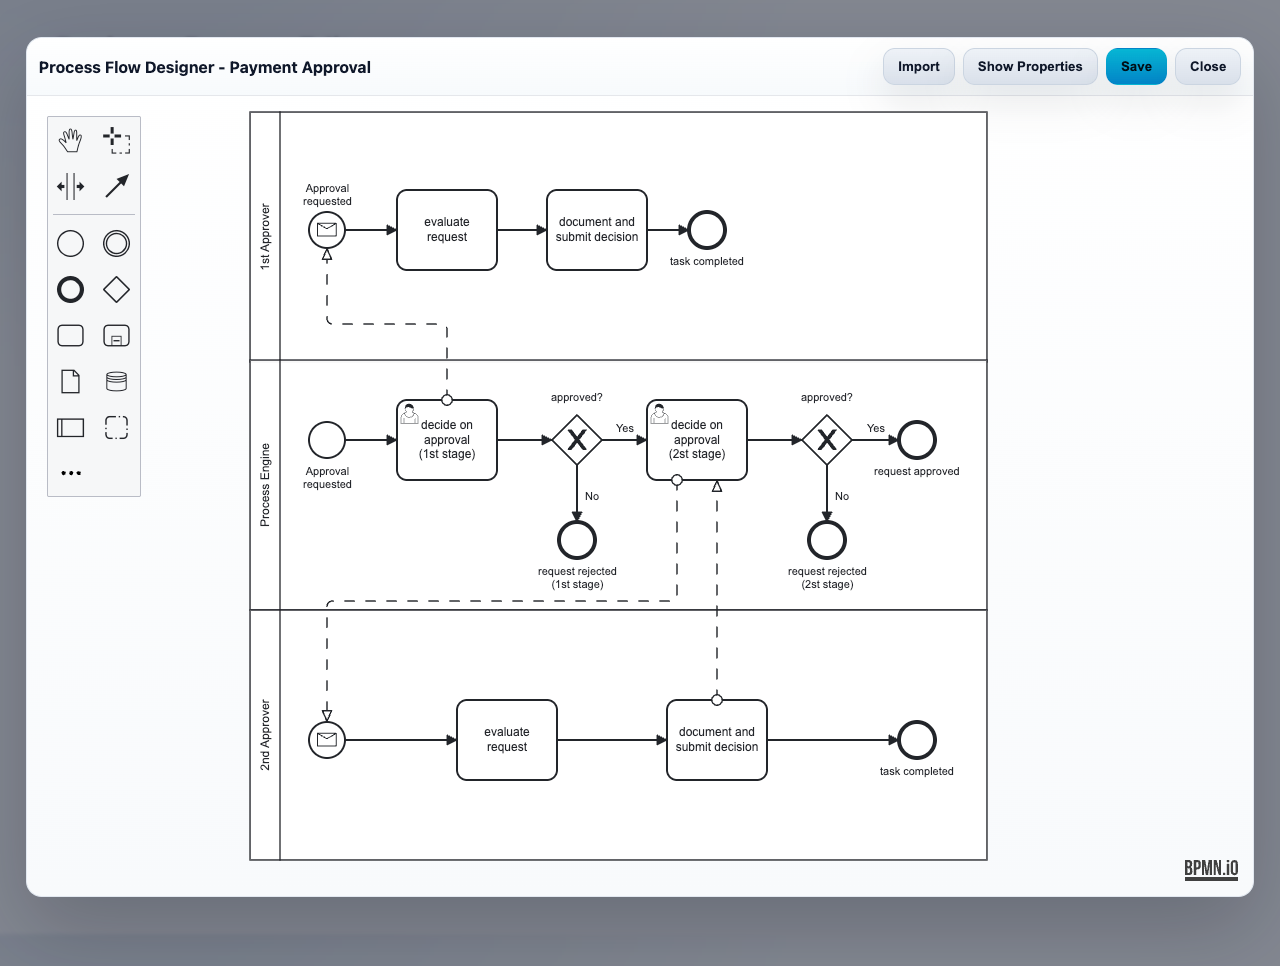 Process Flow Designer - Payment Approval
Import
Show Properties
Save
Close
1st Approver
Approval
requested
evaluate
request
document and
submit decision
task completed
Process Engine
Approval
requested
decide on
approval
(1st stage)
approved?
Yes
No
request rejected
(1st stage)
decide on
approval
(2st stage)
approved?
Yes
request approved
No
request rejected
(2st stage)
2nd Approver
evaluate
request
document and
submit decision
task completed
BPMN.iO